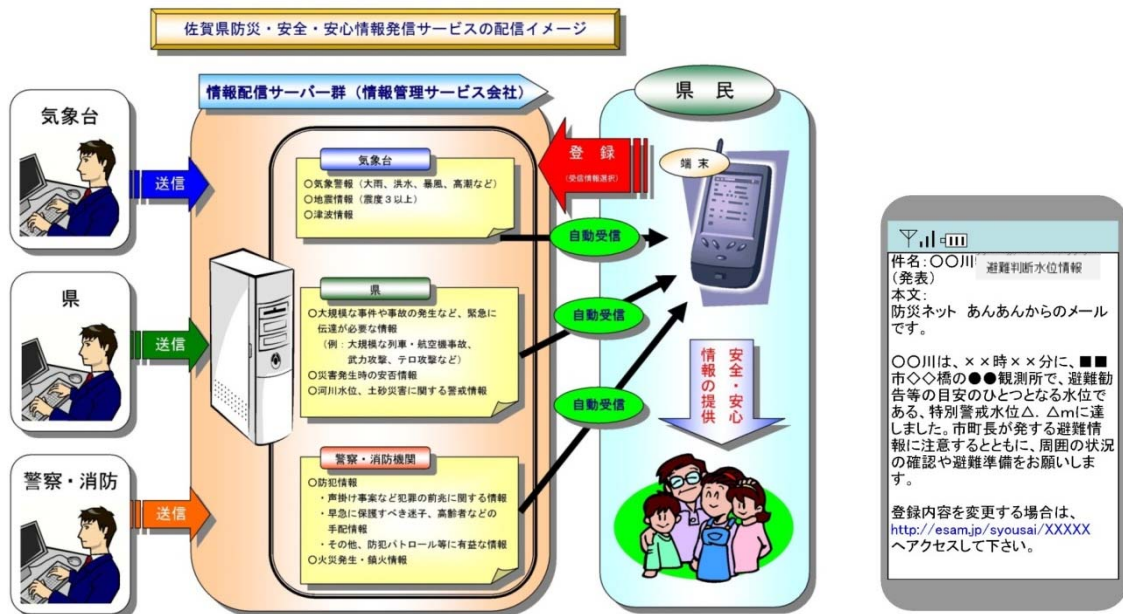 佐賀県防災・安全・安心情報発信サービスの配信イメージ
気象台
送信
県
送信
警察・消防
送信
情報配信サーバー群（情報管理サービス会社）
気象台
○気象警報（大雨、洪水、暴風、高潮など）
○地震情報（震度３以上）
○津波情報
県
○大規模な事件や事故の発生など、緊急に
伝達が必要な情報
（例：大規模な列車・航空機事故、
武力攻撃、テロ攻撃など）
○災害発生時の安否情報
○河川水位、土砂災害に関する警戒情報
警察・消防機関
○防犯情報
・声掛け事案など犯罪の前兆に関する情報
・早急に保護すべき迷子、高齢者などの
手配情報
・その他、防犯パトロール等に有益な情報
○火災発生・鎮火情報
県民
登録
（受信情報選択）
端末
自動受信
自動受信
自動受信
安全・安心
情報の提供
件名:○○川
避難判断水位情報
(発表)
本文:
防災ネット あんあんからのメール
です。
○○川は、××時××分に、■■
市◇◇橋の●●観測所で、避難勧
告等の目安のひとつとなる水位で
ある、特別警戒水位△. △mに達
しました。市町長が発する避難情
報に注意するとともに、周囲の状況
の確認や避難準備をお願いしま
す。
登録内容を変更する場合は、
http://esam.jp/syousai/XXXXX
へアクセスして下さい。